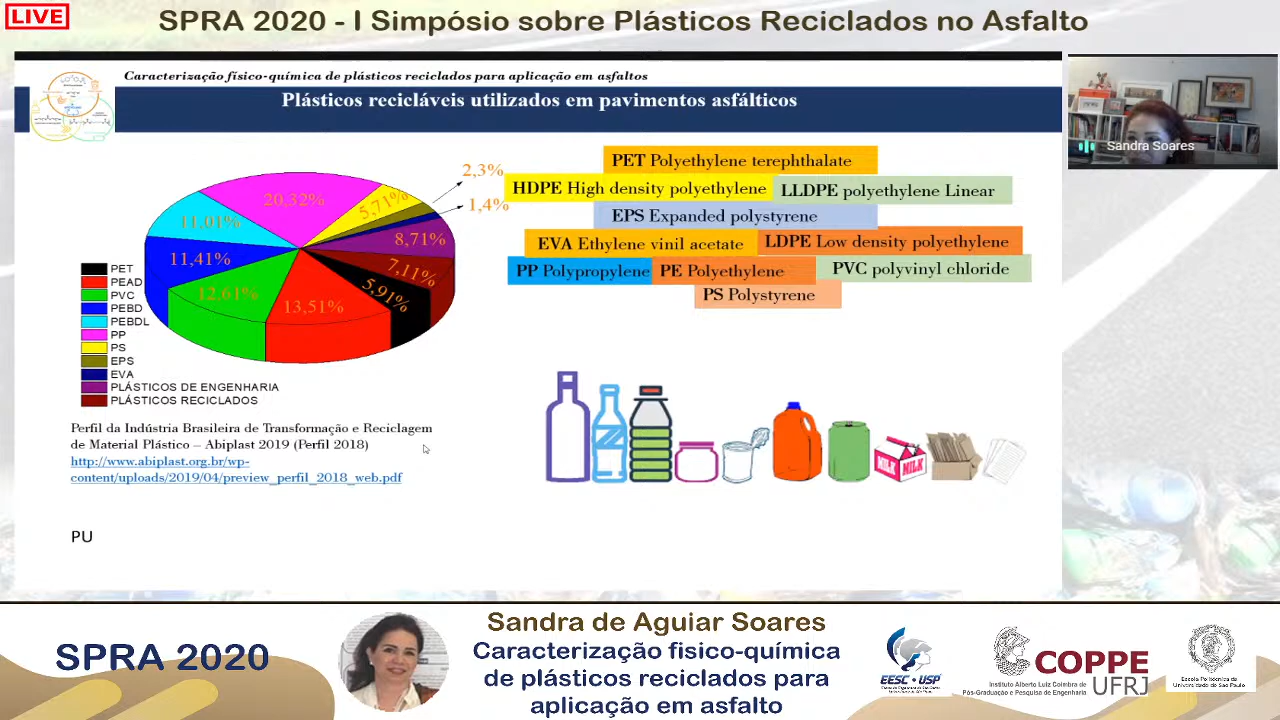 LIVE
SPRA 2020 - I Simpósio sobre Plásticos Reciclados no Asfalto
Caracterização físico-química de plásticos reciclados para aplicação em asfaltos
Plásticos recicláveis utilizados em pavimentos asfálticos
Sandra Soares
2,3%
1,4%
20,32%
5,71%
11,01%
8,71%
11,41%
7,11%
5,91%
12,61%
13,51%
PET
PEAD
PVC
PEBD
PEBDL
PP
PS
EPS
EVA
PLÁSTICOS DE ENGENHARIA
PLÁSTICOS RECICLADOS
PET Polyethylene terephthalate
HDPE High density polyethylene
LLDPE polyethylene Linear
EPS Expanded polystyrene
EVA Ethylene vinil acetate
LDPE Low density polyethylene
PP Polypropylene
PE Polyethylene
PVC polyvinyl chloride
PS Polystyrene
MILK
MILK
Perfil da Indústria Brasileira de Transformação e Reciclagem
de Material Plástico – Abiplast 2019 (Perfil 2018)
http://www.abiplast.org.br/wp-
content/uploads/2019/04/preview_perfil_2018_web.pdf
PU
SPRA 2020
Sandra de Aguiar Soares
Caracterização fisico-química
de plásticos reciclados para
aplicação em asfalto
EESC • USP
COPPE
UFRJ
Instituto Alberto Luiz Coimbra de
Pós-Graduação e Pesquisa de Engenharia
Escola Politécnica da
Universidade de São Paulo